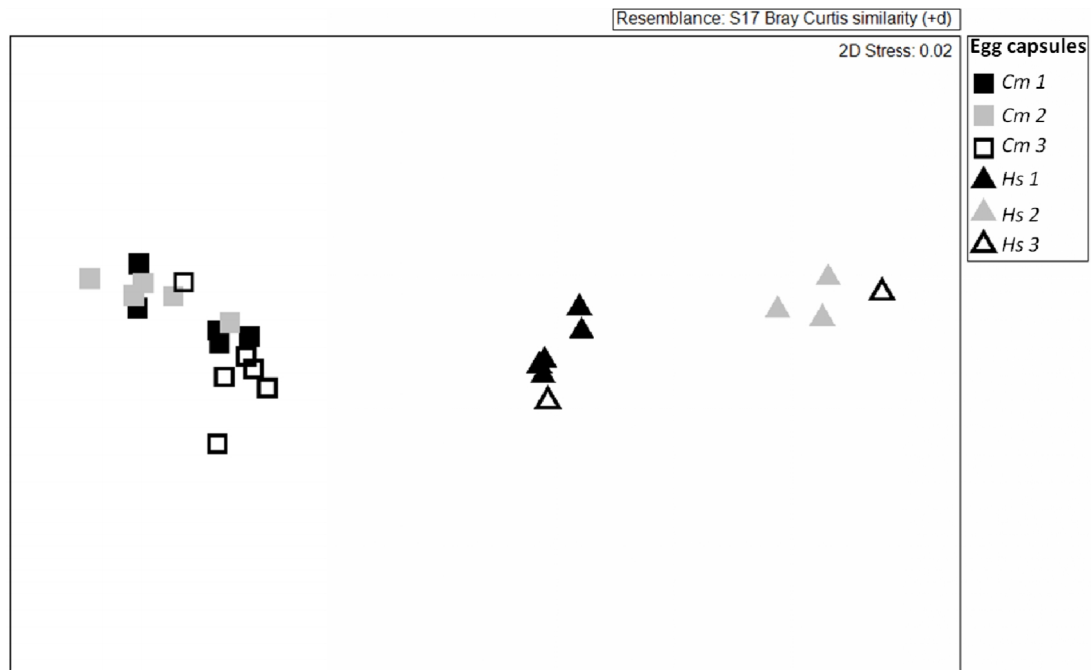 Resemblance: S17 Bray Curtis similarity (+d)
2D Stress: 0.02
Egg capsules
Cm 1
Cm 2
Cm 3
Hs 1
Hs 2
Hs 3